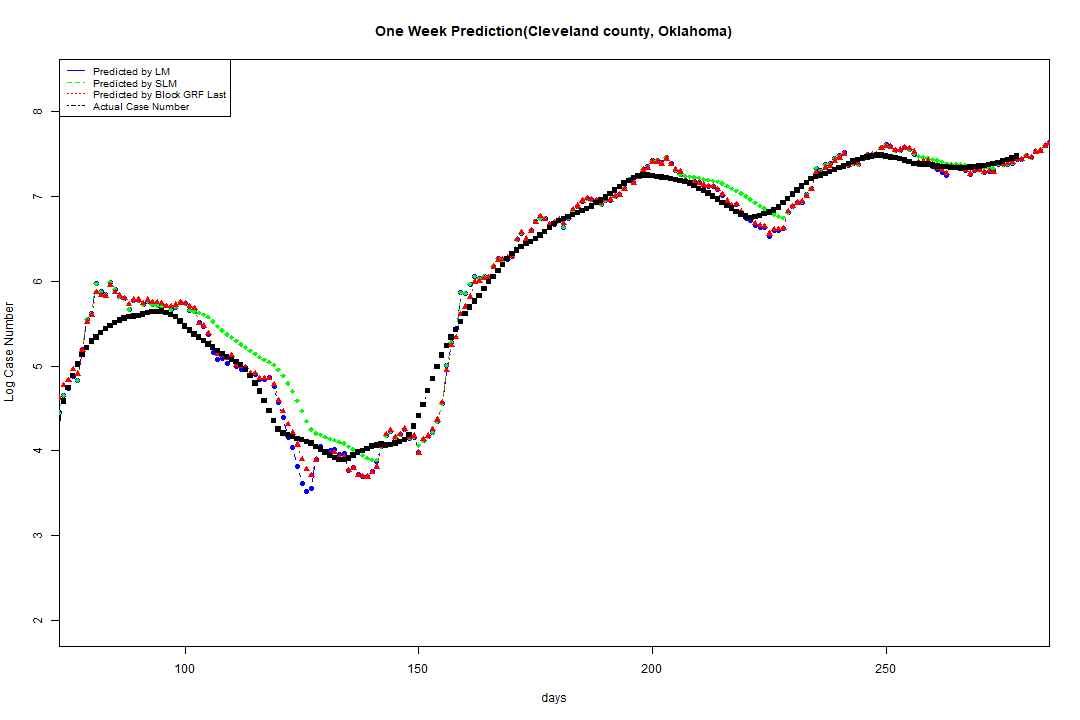 One Week Prediction(Cleveland county, Oklahoma)
Predicted by LM
Predicted by SLM
Predicted by Block GRF Last
Actual Case Number
8
7
6
5
4
3
2
Log Case Number
100 150 200 250
days